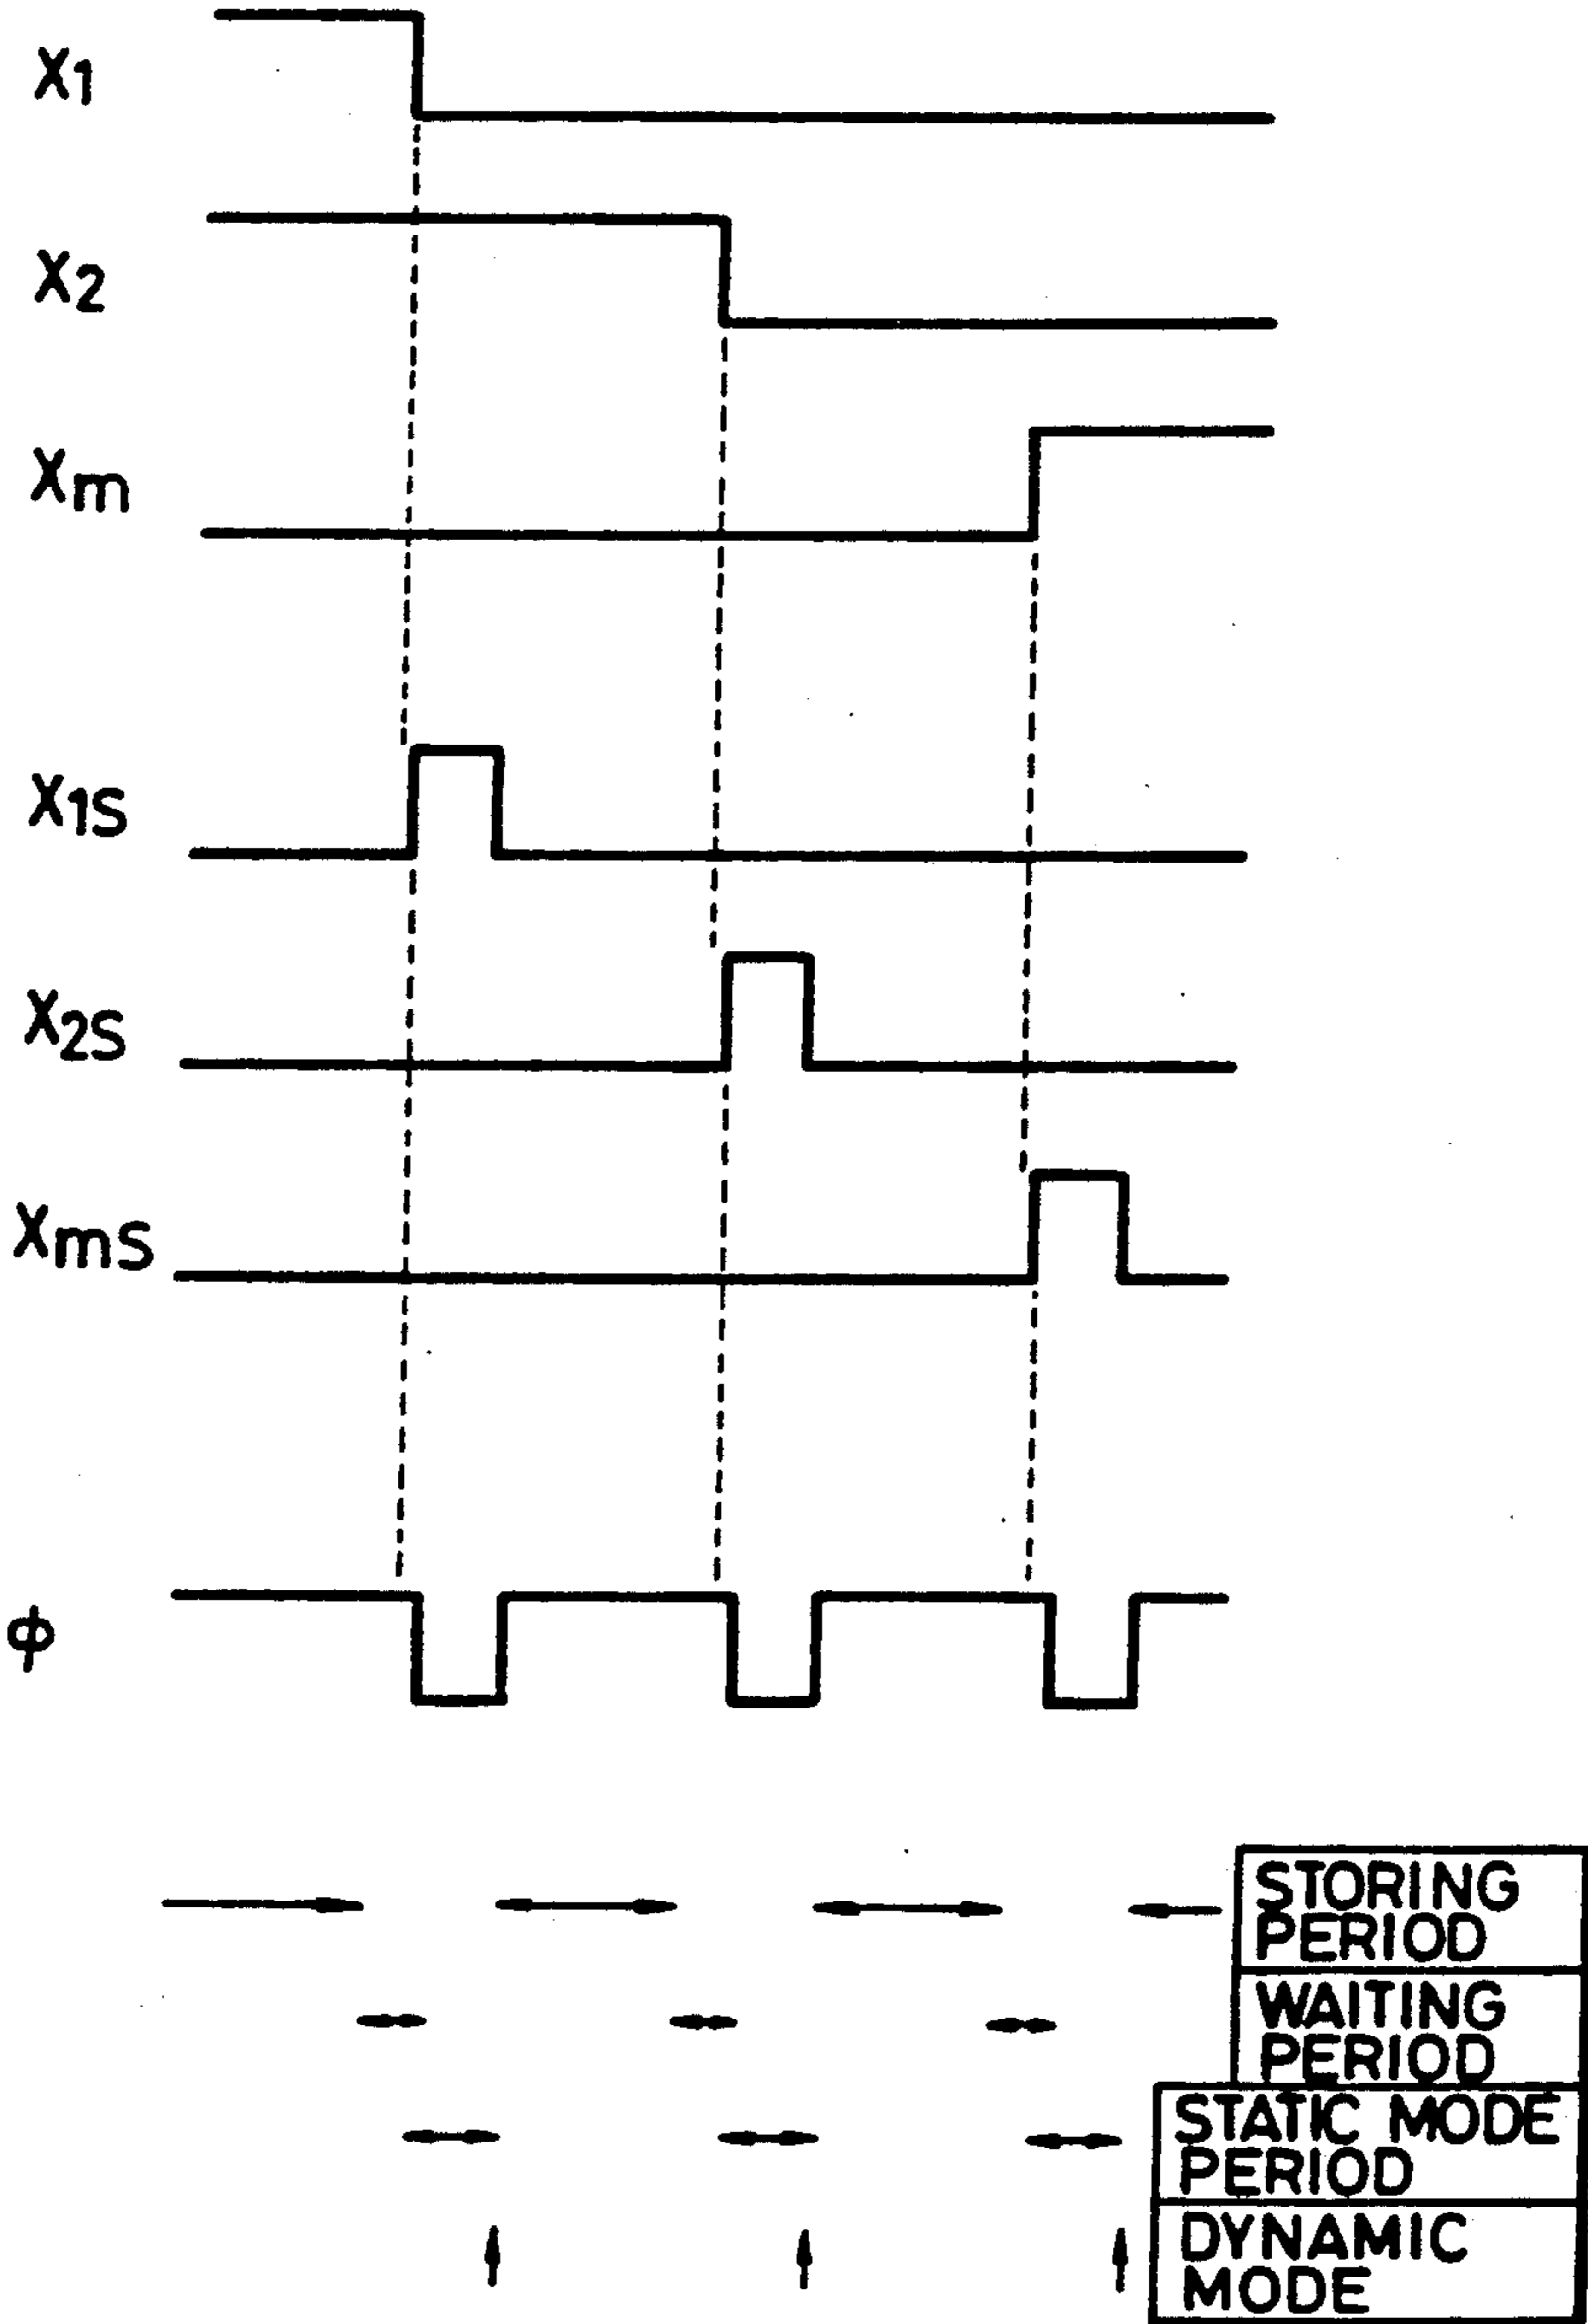 X1
X2
Xm
X1S
X2S
XmS
ϕ
STORING
PERIOD
WAITING
PERIOD
STATIC MODE
PERIOD
DYNAMIC
MODE